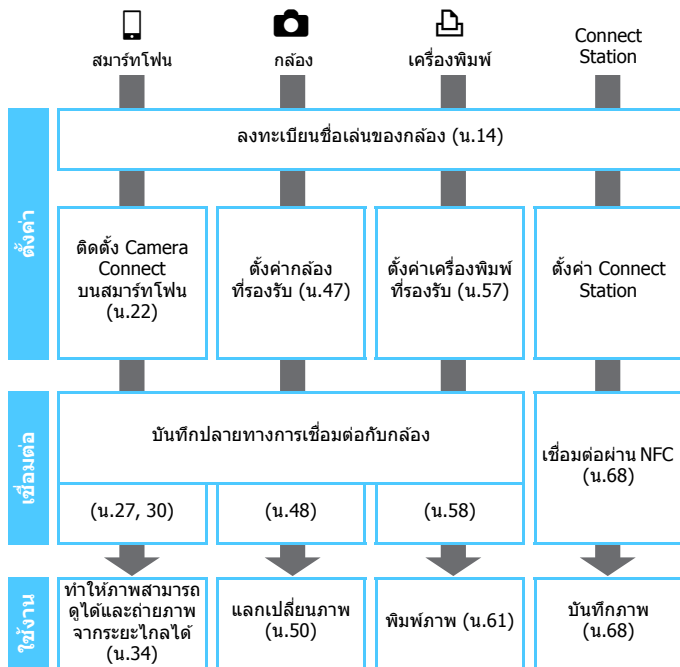 สมาร์ทโฟน
กล้อง
เครื่องพิมพ์
Connect
Station
ตั้งค่า
ลงทะเบียนชื่อเล่นของกล้อง (น.14)
ติดตั้ง Camera
Connect
บนสมาร์ทโฟน
(น.22)
ตั้งค่ากล้อง
ที่รองรับ (น.47)
ตั้งค่าเครื่องพิมพ์
ที่รองรับ (น.57)
ตั้งค่า Connect
Station
เชื่อมต่อ
บันทึกปลายทางการเชื่อมต่อกับกล้อง
(น.27, 30)
(น.48)
(น.58)
เชื่อมต่อผ่าน NFC
(น.68)
ใช้งาน
ทำให้ภาพสามารถ
ดูได้และถ่ายภาพ
จากระยะไกลได้
(น.34)
แลกเปลี่ยนภาพ
(น.50)
พิมพ์ภาพ (น.61)
บันทึกภาพ
(น.68)